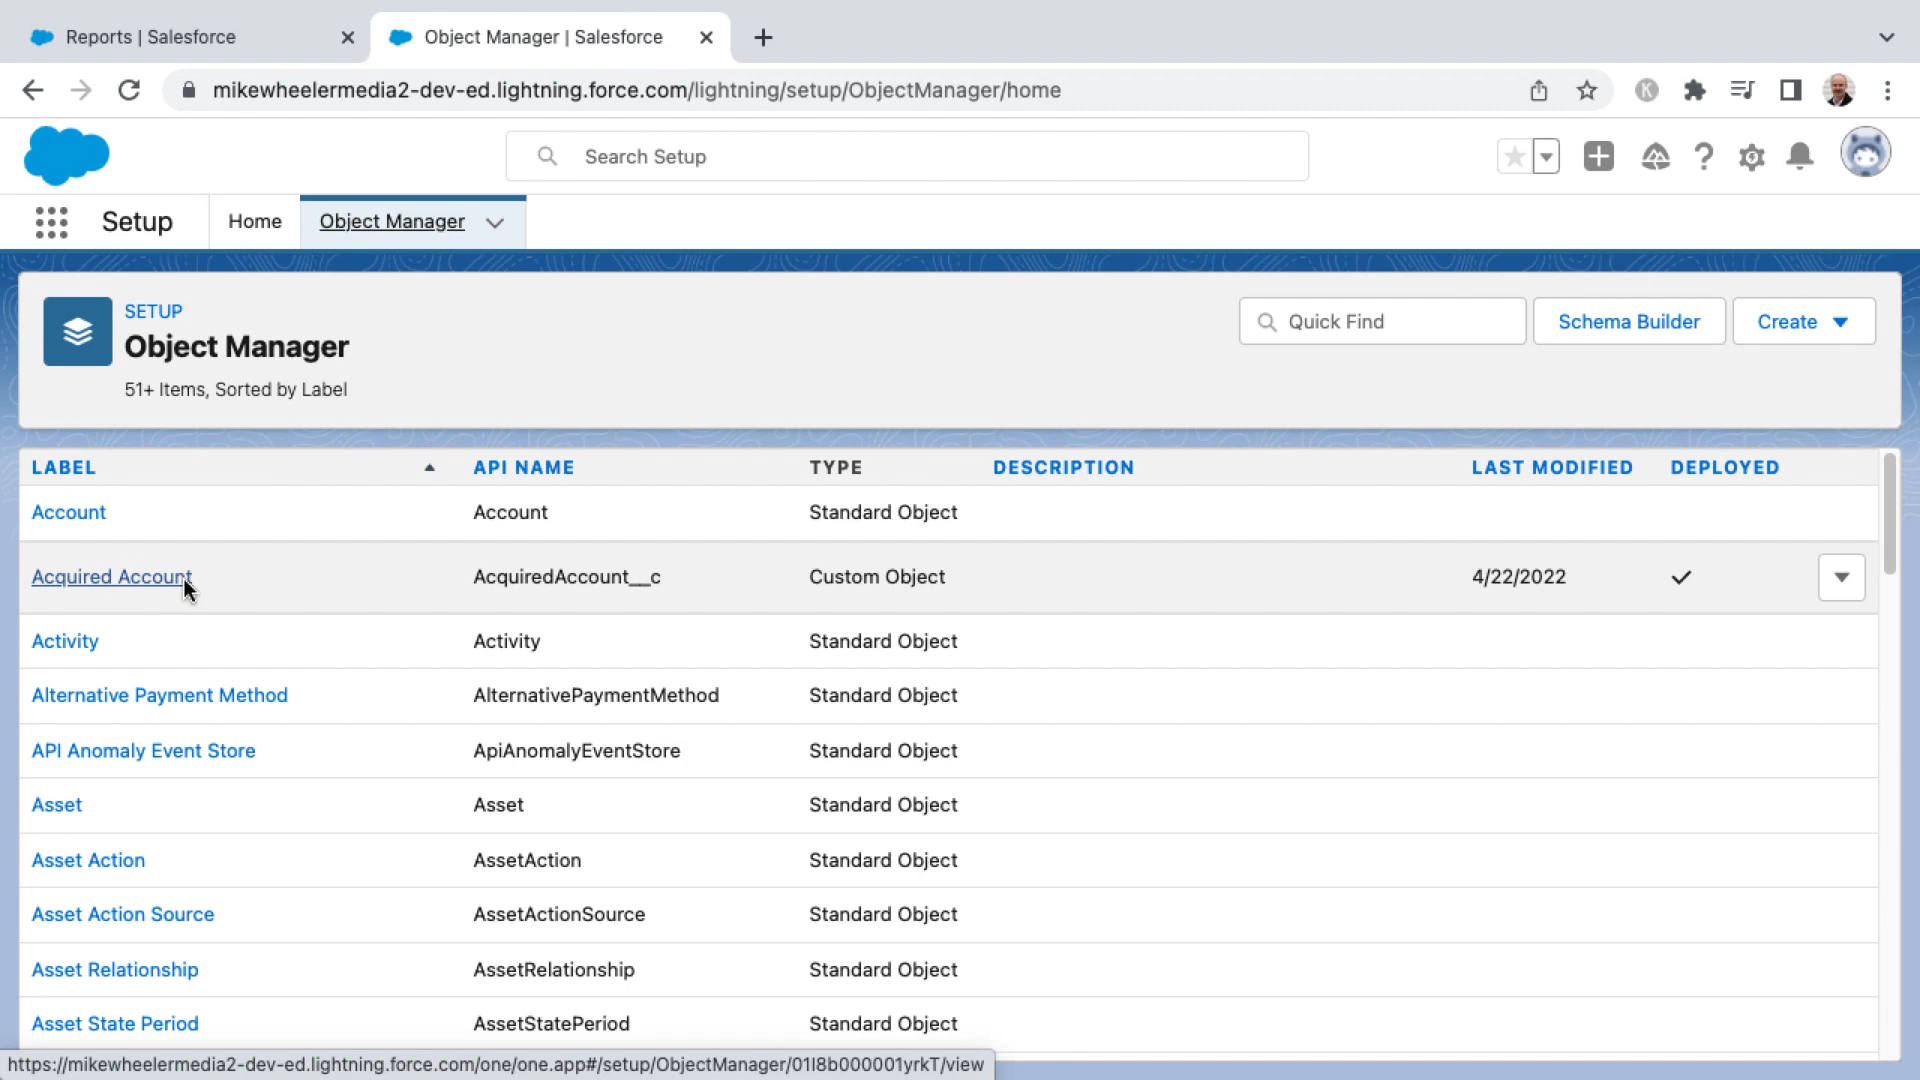 Reports | Salesforce
Object Manager | Salesforce
mikewheelermedia2-dev-ed.lightning.force.com/lightning/setup/ObjectManager/home
K
Search Setup
Setup
Home
Object Manager
SETUP
Object Manager
51+ Items, Sorted by Label
Quick Find
Schema Builder
Create
LABEL API NAME TYPE DESCRIPTION LAST MODIFIED DEPLOYED
Account Account Standard Object
Acquired Account AcquiredAccount__c Custom Object 4/22/2022
Activity Activity Standard Object
Alternative Payment Method AlternativePaymentMethod Standard Object
API Anomaly Event Store ApiAnomalyEventStore Standard Object
Asset Asset Standard Object
Asset Action AssetAction Standard Object
Asset Action Source AssetActionSource Standard Object
Asset Relationship AssetRelationship Standard Object
Asset State Period AssetStatePeriod Standard Object
https://mikewheelermedia2-dev-ed.lightning.force.com/one/one.app#/setup/ObjectManager/01I8b000001yrkT/view